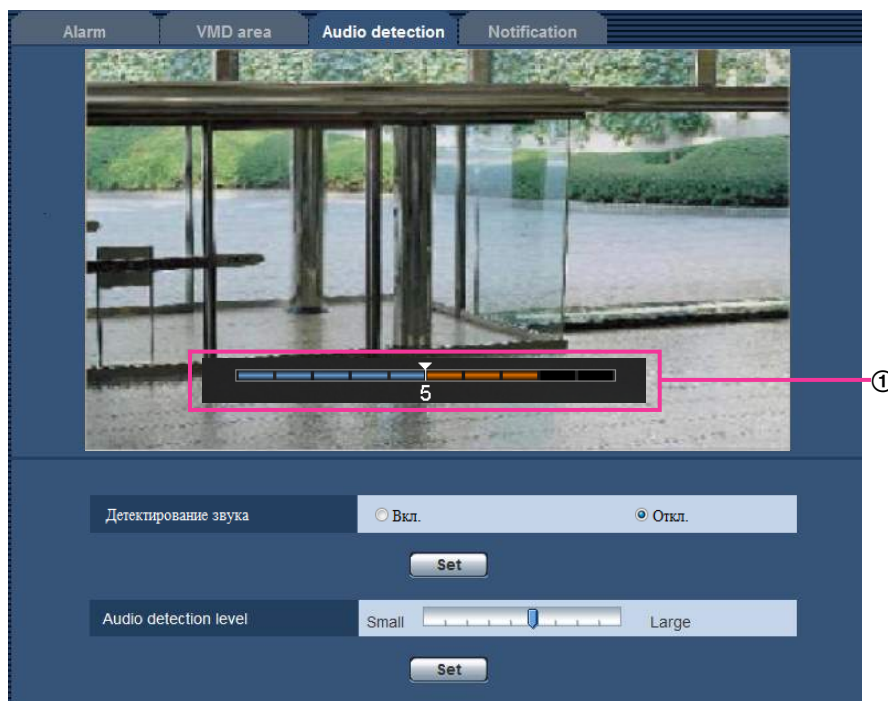 Alarm VMD area Audio detection Notification
5
①
Детектирование звука Вкл. Откл.
Set
Audio detection level Small Large
Set